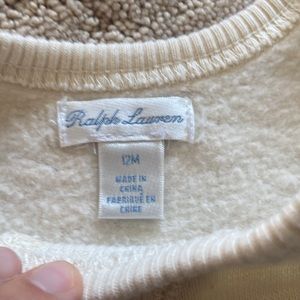 Ralph Lauren
12M
MADE IN
CHINA
FABRIQUÉ EN
CHINE